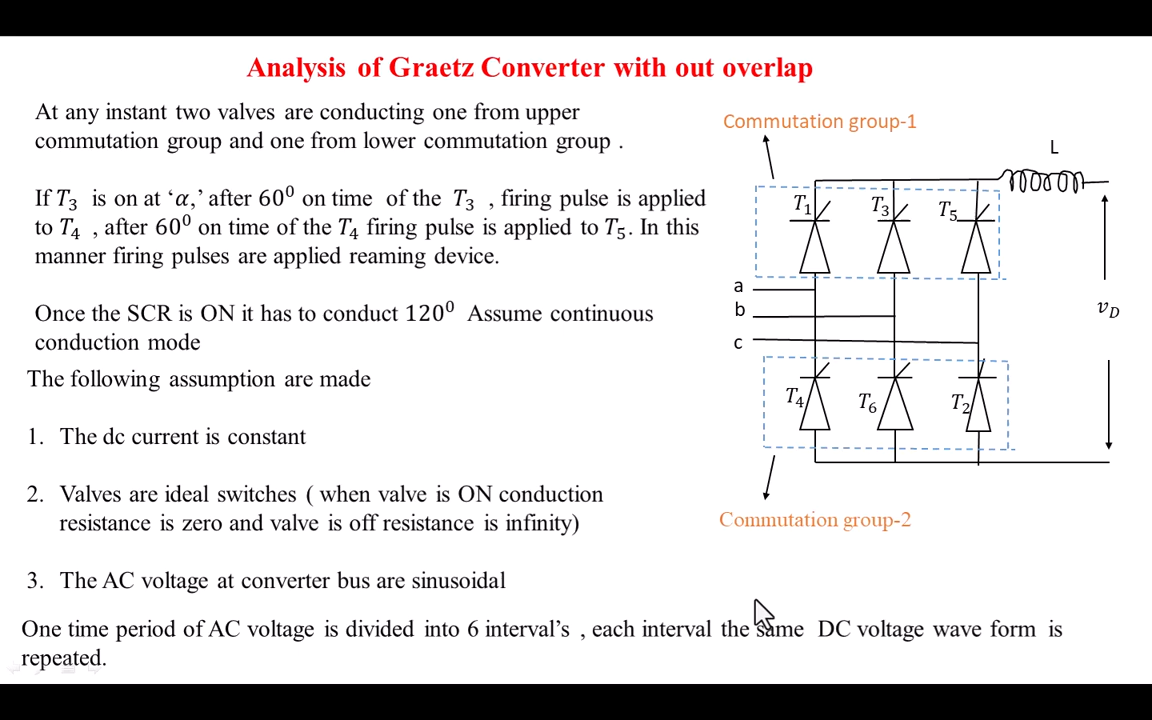 Analysis of Graetz Converter with out overlap
At any instant two valves are conducting one from upper
commutation group and one from lower commutation group .
If T₃ is on at ‘α,’ after 60⁰ on time of the T₃ , firing pulse is applied
to T₄ , after 60⁰ on time of the T₄ firing pulse is applied to T₅. In this
manner firing pulses are applied reaming device.
Once the SCR is ON it has to conduct 120⁰ Assume continuous
conduction mode
The following assumption are made
1. The dc current is constant
2. Valves are ideal switches ( when valve is ON conduction
resistance is zero and valve is off resistance is infinity)
3. The AC voltage at converter bus are sinusoidal
One time period of AC voltage is divided into 6 interval’s , each interval the same DC voltage wave form is
repeated.
Commutation group-1
L
T₁ T₃ T₅
a
b
c
v_D
T₄ T₆ T₂
Commutation group-2